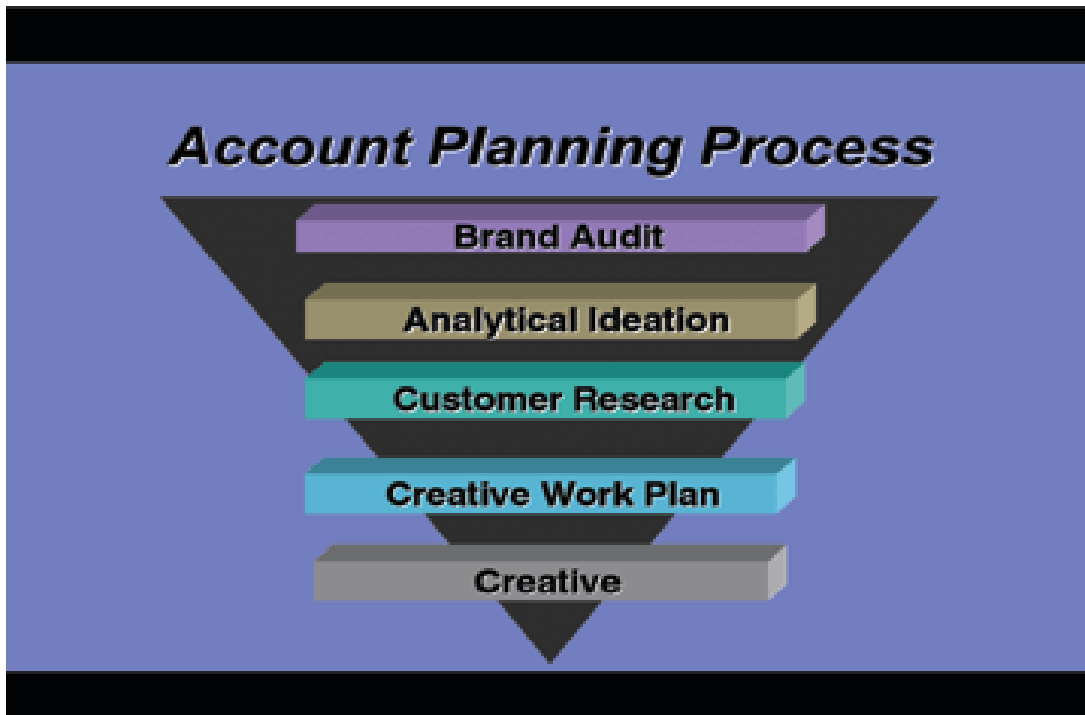 Account Planning Process
Brand Audit
Analytical Ideation
Customer Research
Creative Work Plan
Creative